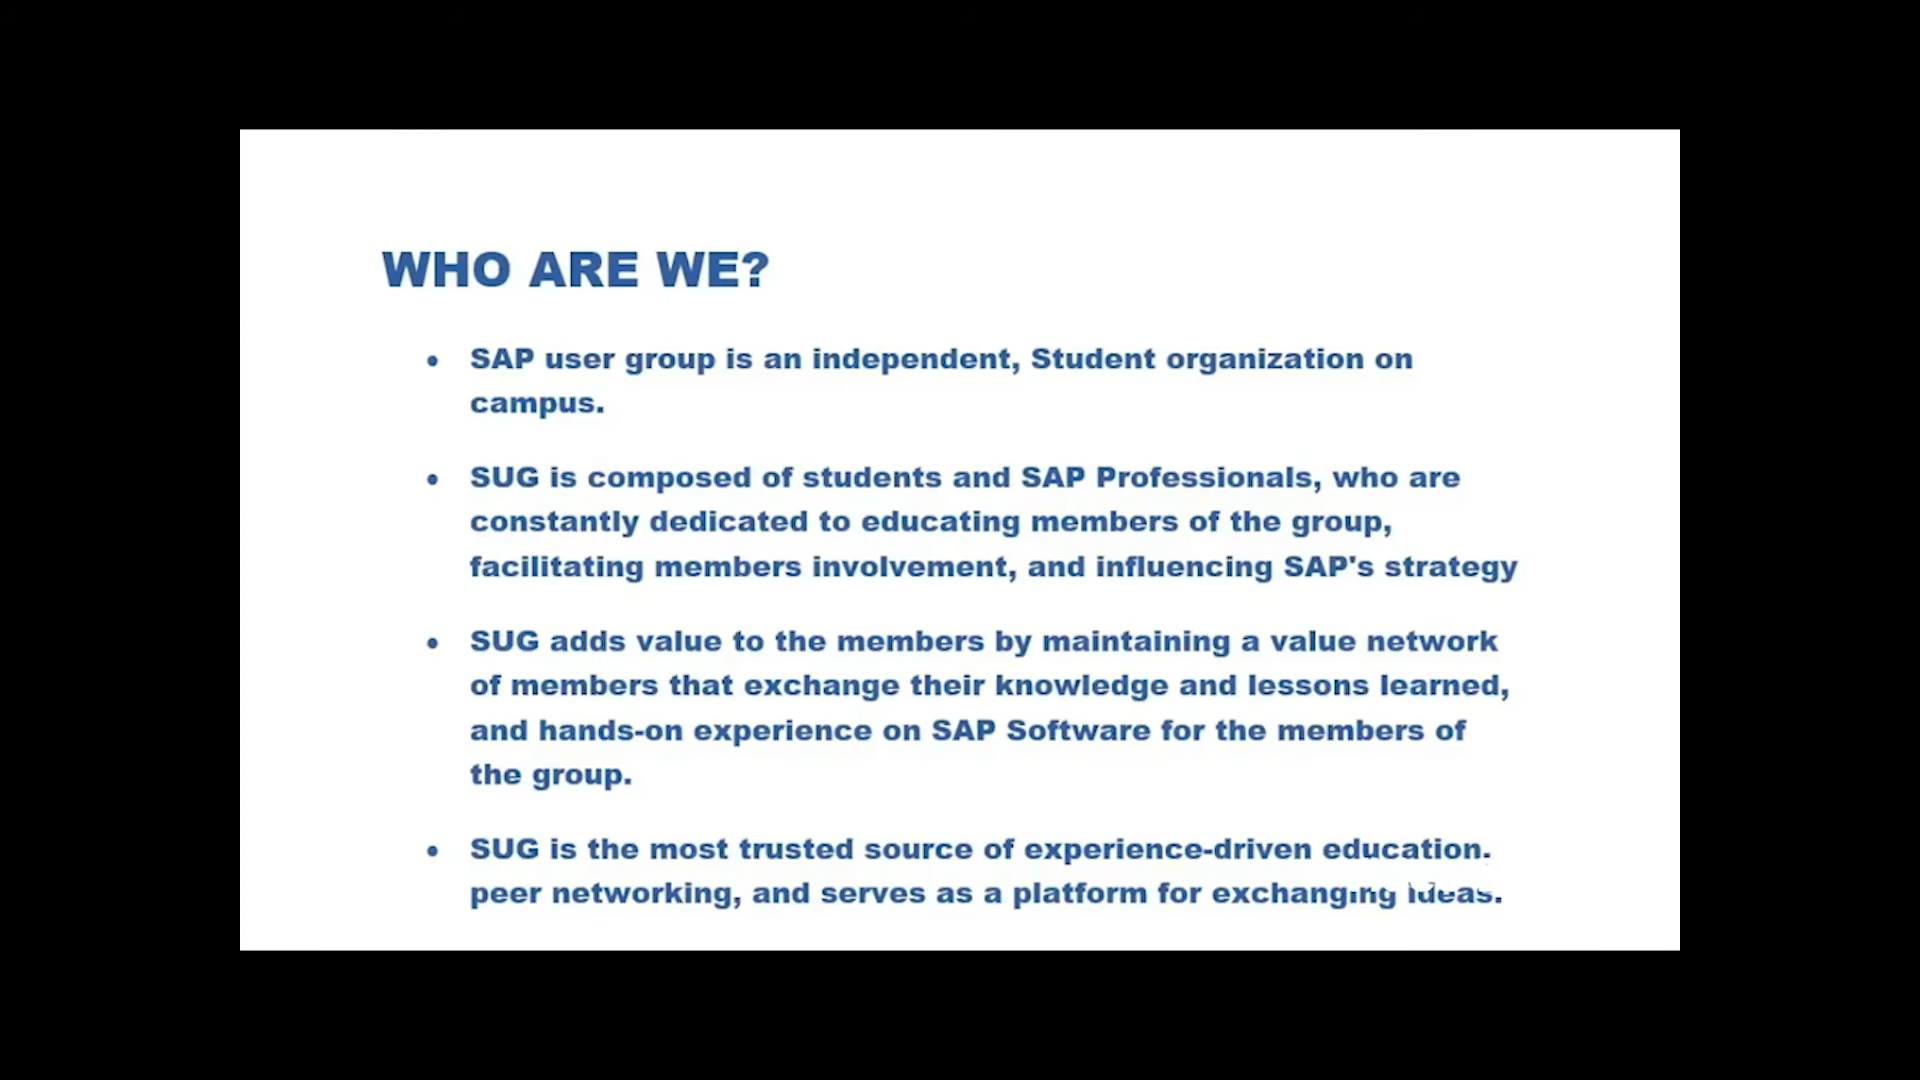 WHO ARE WE?
• SAP user group is an independent, Student organization on
campus.
• SUG is composed of students and SAP Professionals, who are
constantly dedicated to educating members of the group,
facilitating members involvement, and influencing SAP's strategy
• SUG adds value to the members by maintaining a value network
of members that exchange their knowledge and lessons learned,
and hands-on experience on SAP Software for the members of
the group.
• SUG is the most trusted source of experience-driven education.
peer networking, and serves as a platform for exchanging ideas.